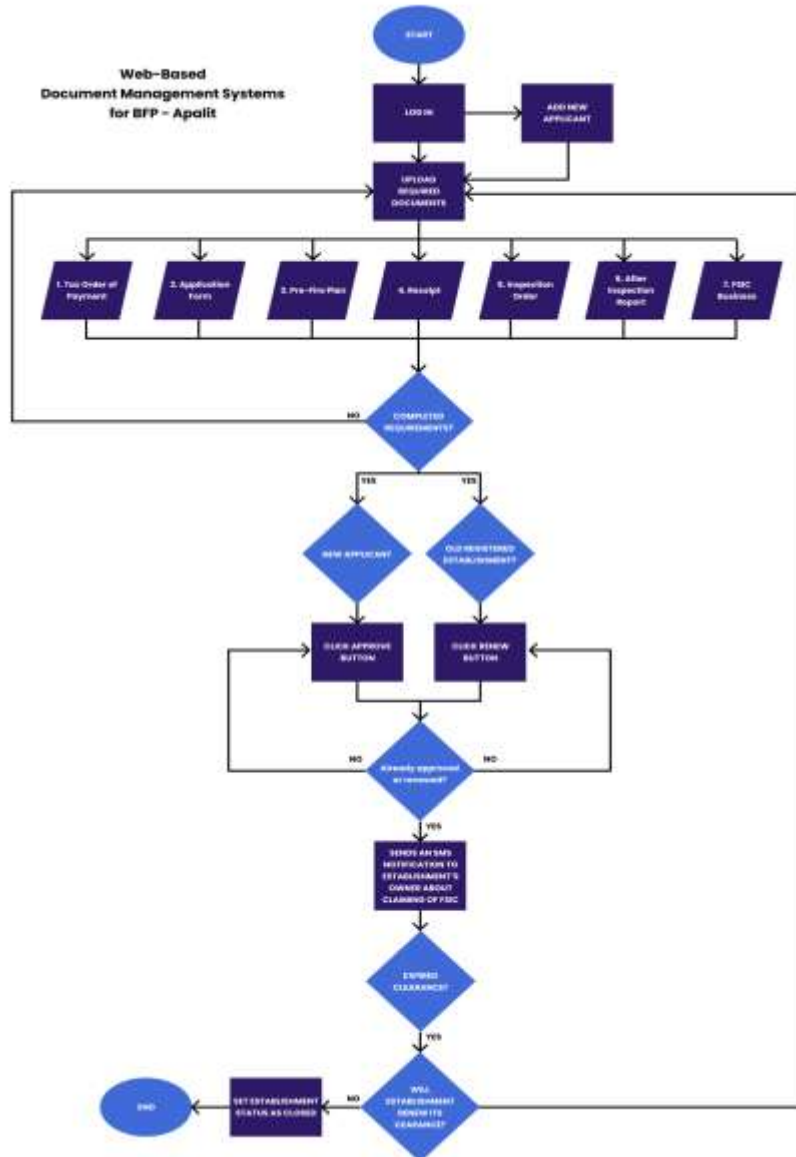 START
Web-Based
Document Management Systems
for BFP - Apalit
LOG IN
ADD NEW
APPLICANT
UPLOAD
REQUIRED
DOCUMENTS
1. Tax Order of
Payment
2. Application
Form
3. Pre-Fire Plan
4. Receipt
5. Inspection
Order
6. After
Inspection
Report
7. FSIC
Business
NO
COMPLETED
REQUIREMENTS?
YES
YES
NEW APPLICANT
OLD REGISTERED
ESTABLISHMENT?
CLICK APPROVE
BUTTON
CLICK RENEW
BUTTON
NO
NO
Already approved
or renewed?
YES
SENDS AN SMS
NOTIFICATION TO
ESTABLISHMENT'S
OWNER ABOUT
CLAIMING OF FSIC
EXPIRED
CLEARANCE?
YES
WILL
ESTABLISHMENT
RENEW ITS
CEARANCE?
NO
SET ESTABLISHMENT
STATUS AS CLOSED
END